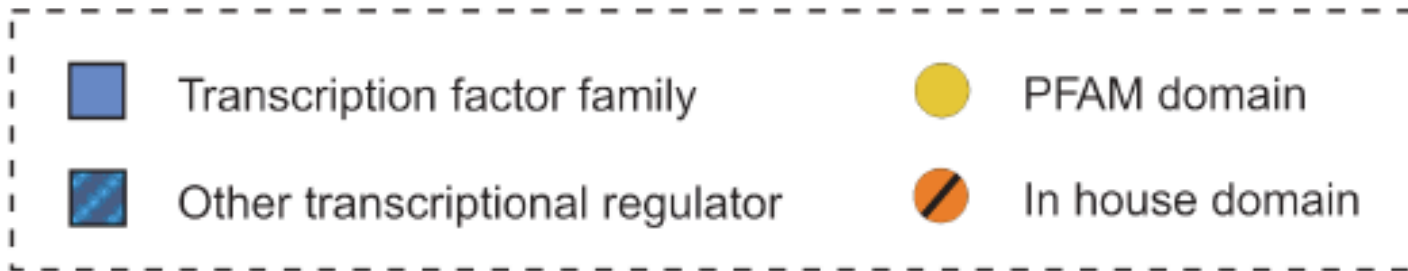 Transcription factor family
PFAM domain
Other transcriptional regulator
In house domain